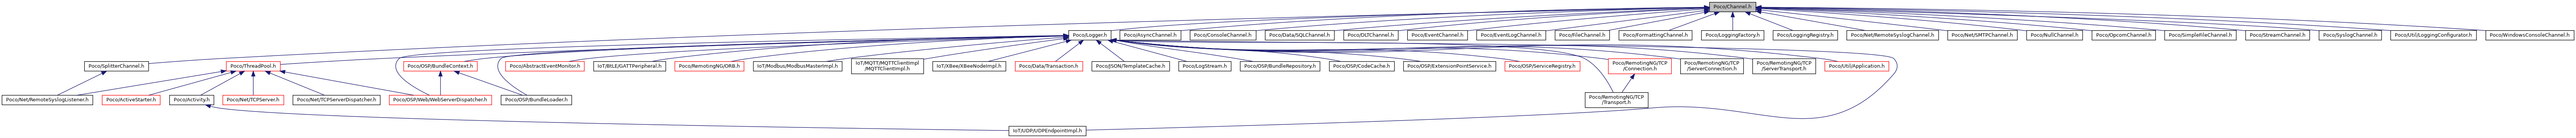 Poco/Channel.h
Poco/Logger.h
Poco/AsyncChannel.h
Poco/ConsoleChannel.h
Poco/Data/SQLChannel.h
Poco/DLTChannel.h
Poco/EventChannel.h
Poco/EventLogChannel.h
Poco/FileChannel.h
Poco/FormattingChannel.h
Poco/LoggingFactory.h
Poco/LoggingRegistry.h
Poco/Net/RemoteSyslogChannel.h
Poco/Net/SMTPChannel.h
Poco/NullChannel.h
Poco/OpcomChannel.h
Poco/SimpleFileChannel.h
Poco/StreamChannel.h
Poco/SyslogChannel.h
Poco/Util/LoggingConfigurator.h
Poco/WindowsConsoleChannel.h
Poco/SplitterChannel.h
Poco/ThreadPool.h
Poco/OSP/BundleContext.h
Poco/AbstractEventMonitor.h
IoT/BtLE/GATTPeripheral.h
Poco/RemotingNG/ORB.h
IoT/Modbus/ModbusMasterImpl.h
IoT/MQTT/MQTTClientImpl
/MQTTClientImpl.h
IoT/XBee/XBeeNodeImpl.h
Poco/Data/Transaction.h
Poco/JSON/TemplateCache.h
Poco/LogStream.h
Poco/OSP/BundleRepository.h
Poco/OSP/CodeCache.h
Poco/OSP/ExtensionPointService.h
Poco/OSP/ServiceRegistry.h
Poco/RemotingNG/TCP
/Connection.h
Poco/RemotingNG/TCP
/ServerConnection.h
Poco/RemotingNG/TCP
/ServerTransport.h
Poco/Util/Application.h
Poco/Net/RemoteSyslogListener.h
Poco/ActiveStarter.h
Poco/Activity.h
Poco/Net/TCPServer.h
Poco/Net/TCPServerDispatcher.h
Poco/OSP/Web/WebServerDispatcher.h
Poco/OSP/BundleLoader.h
Poco/RemotingNG/TCP
/Transport.h
IoT/UDP/UDPEndpointImpl.h